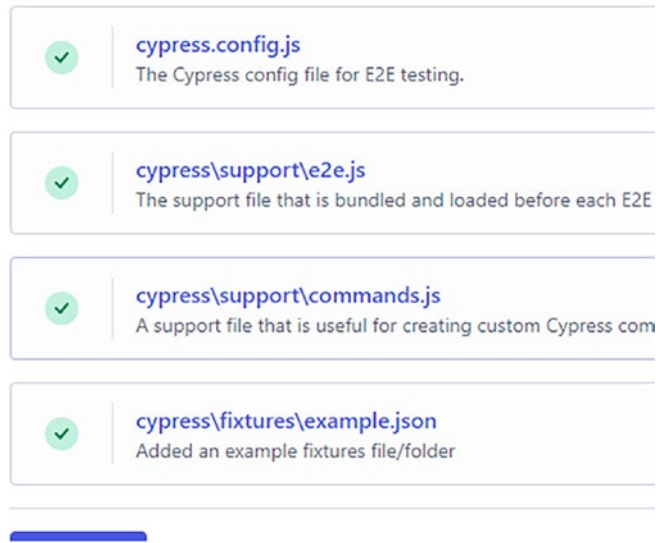 cypress.config.js
The Cypress config file for E2E testing.
cypress\support\e2e.js
The support file that is bundled and loaded before each E2E
cypress\support\commands.js
A support file that is useful for creating custom Cypress com
cypress\fixtures\example.json
Added an example fixtures file/folder